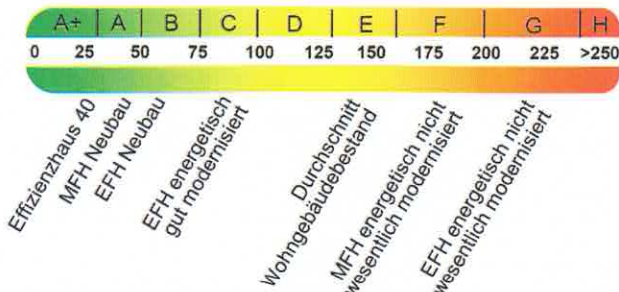 A+ A B C D E F G H
0 25 50 75 100 125 150 175 200 225 >250
Effizienzhaus 40
MFH Neubau
EFH Neubau
EFH energetisch
gut modernisiert
Durchschnitt
Wohngebäudebestand
MFH energetisch nicht
wesentlich modernisiert
EFH energetisch nicht
wesentlich modernisiert